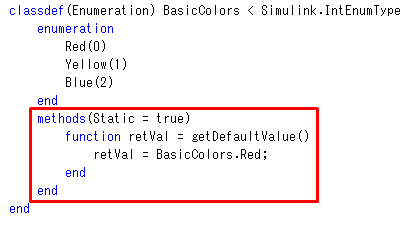 classdef(Enumeration) BasicColors < Simulink.IntEnumType
    enumeration
        Red(0)
        Yellow(1)
        Blue(2)
    end
    methods(Static = true)
        function retVal = getDefaultValue()
            retVal = BasicColors.Red;
        end
    end
end